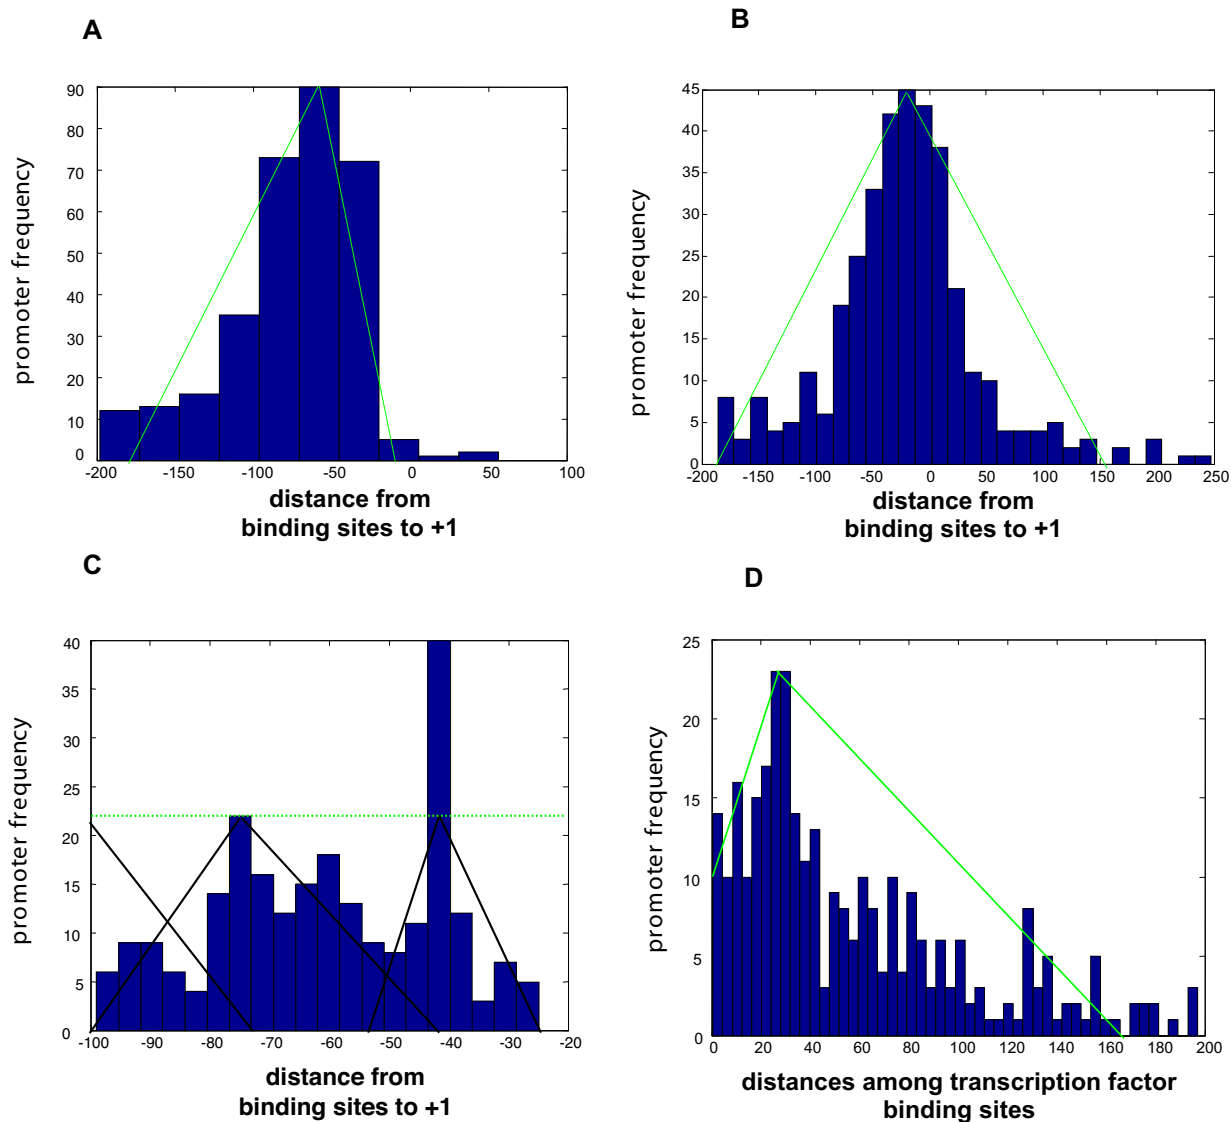 A
90
80
70
60
50
40
30
20
10
0
promoter frequency
-200 -150 -100 -50 0 50 100
distance from
binding sites to +1
B
45
40
35
30
25
20
15
10
5
0
promoter frequency
-200 -150 -100 -50 0 50 100 150 200 250
distance from
binding sites to +1
C
40
35
30
25
20
15
10
5
0
promoter frequency
-100 -90 -80 -70 -60 -50 -40 -30 -20
distance from
binding sites to +1
D
25
20
15
10
5
0
promoter frequency
0 20 40 60 80 100 120 140 160 180 200
distances among transcription factor
binding sites